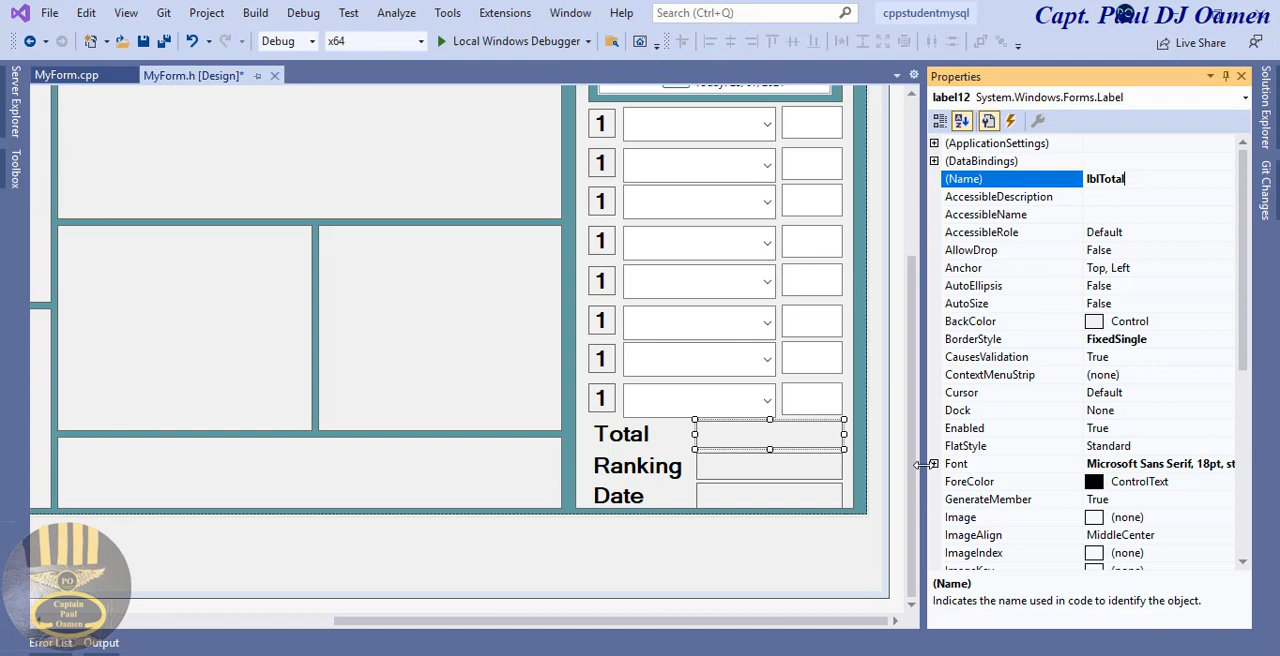 File Edit View Git Project Build Debug Test Analyze Tools Extensions Window Help Search (Ctrl+Q) cppstudentmysql
Capt. Paul DJ Oamen
Debug x64 Local Windows Debugger Live Share
MyForm.cpp MyForm.h [Design]*
Server Explorer
Toolbox
1
1
1
1
1
1
1
1
Total
Ranking
Date
Properties
label12 System.Windows.Forms.Label
(ApplicationSettings)
(DataBindings)
(Name) lblTotal
AccessibleDescription
AccessibleName
AccessibleRole Default
AllowDrop False
Anchor Top, Left
AutoEllipsis False
AutoSize False
BackColor Control
BorderStyle FixedSingle
CausesValidation True
ContextMenuStrip (none)
Cursor Default
Dock None
Enabled True
FlatStyle Standard
Font Microsoft Sans Serif, 18pt, st
ForeColor ControlText
GenerateMember True
Image (none)
ImageAlign MiddleCenter
ImageIndex (none)
(Name)
Indicates the name used in code to identify the object.
Solution Explorer
Git Changes
PO
Captain
Paul
Oamen
Error List Output